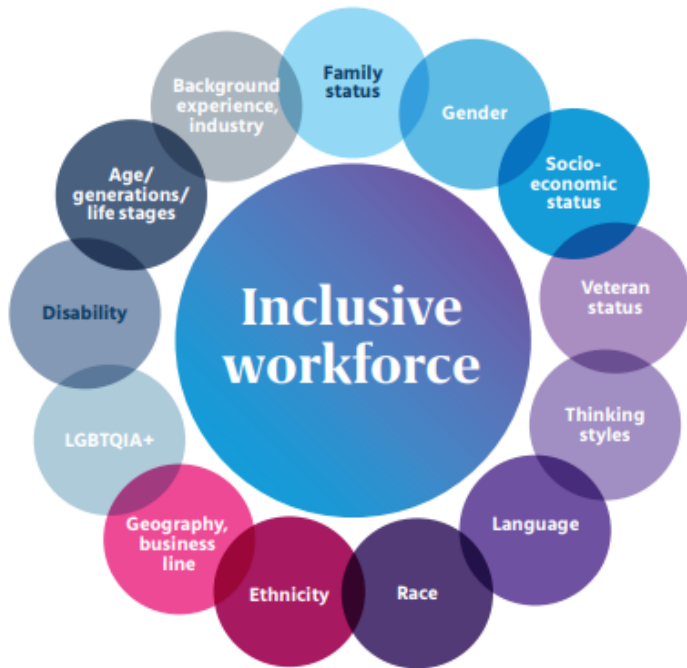 Family
status
Gender
Socio-
economic
status
Veteran
status
Thinking
styles
Language
Race
Ethnicity
Geography,
business
line
LGBTQIA+
Disability
Age/
generations/
life stages
Background
experience,
industry
Inclusive
workforce